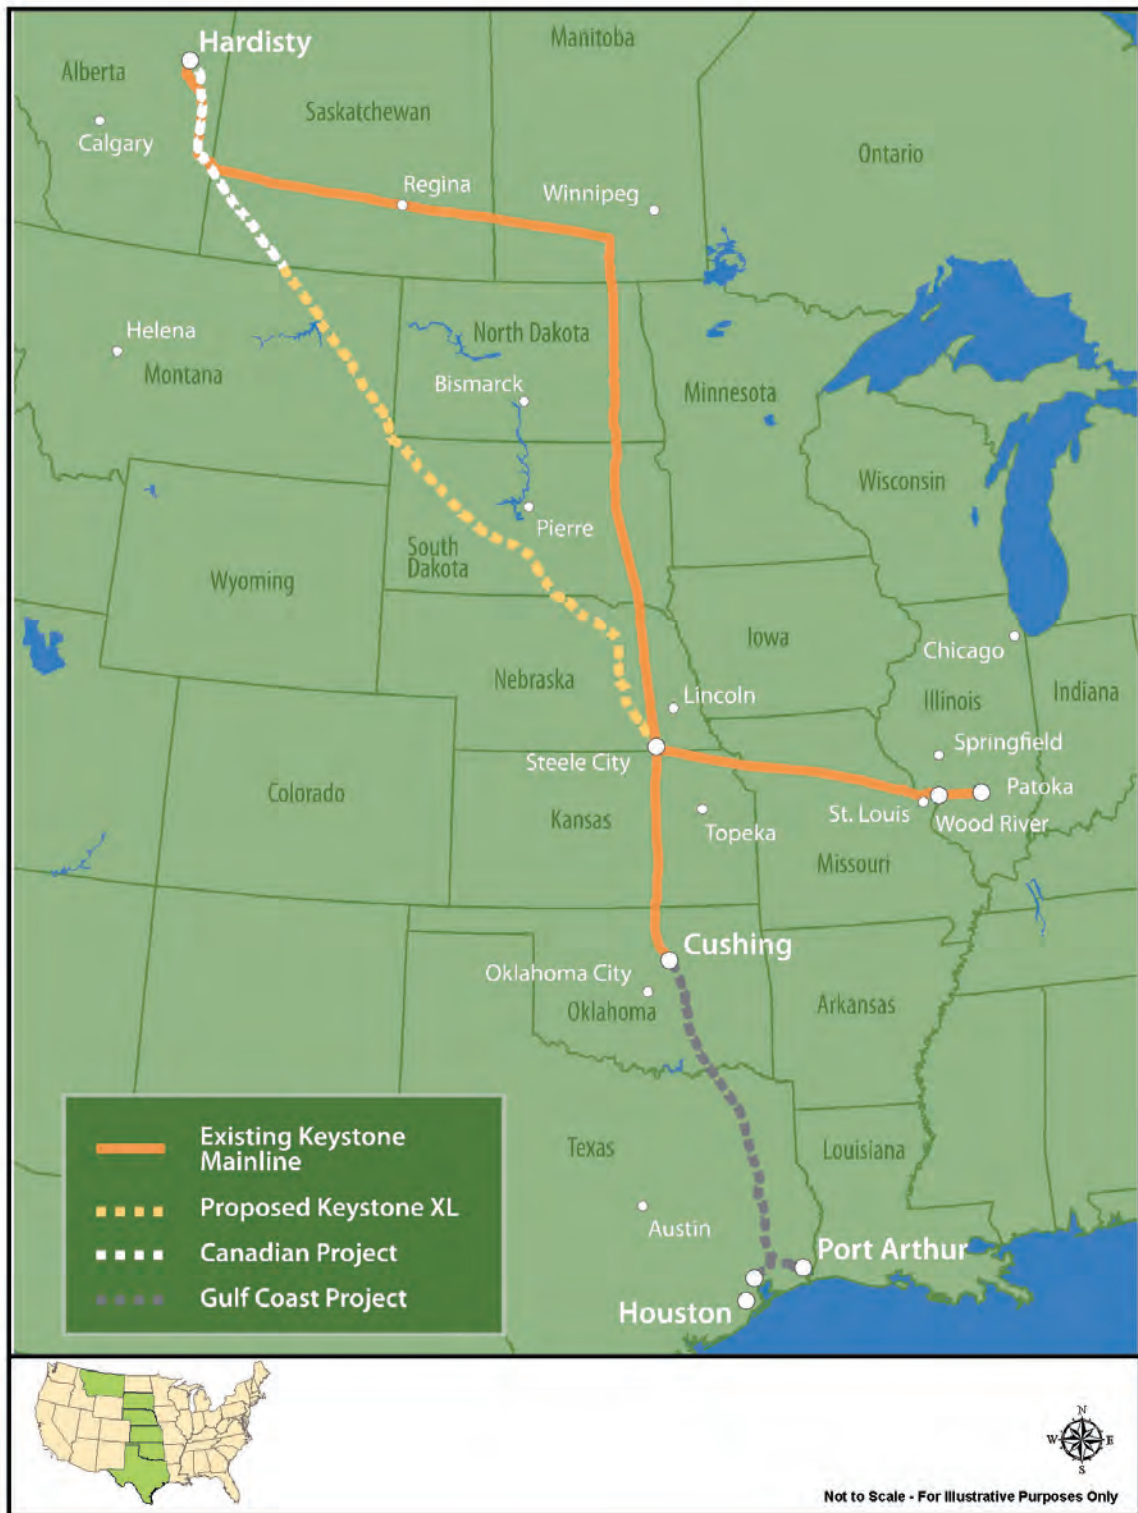 Hardisty
Manitoba
Alberta
Saskatchewan
Calgary
Ontario
Regina
Winnipeg
Helena
North Dakota
Montana
Bismarck
Minnesota
Wisconsin
Pierre
South
Dakota
Wyoming
Iowa
Chicago
Nebraska
Lincoln
Illinois
Indiana
Springfield
Steele City
Colorado
Patoka
St. Louis
Wood River
Kansas
Topeka
Missouri
Cushing
Oklahoma City
Oklahoma
Arkansas
Existing Keystone
Mainline
Texas
Louisiana
Proposed Keystone XL
Austin
Canadian Project
Port Arthur
Gulf Coast Project
Houston
N
W
E
S
Not to Scale - For Illustrative Purposes Only